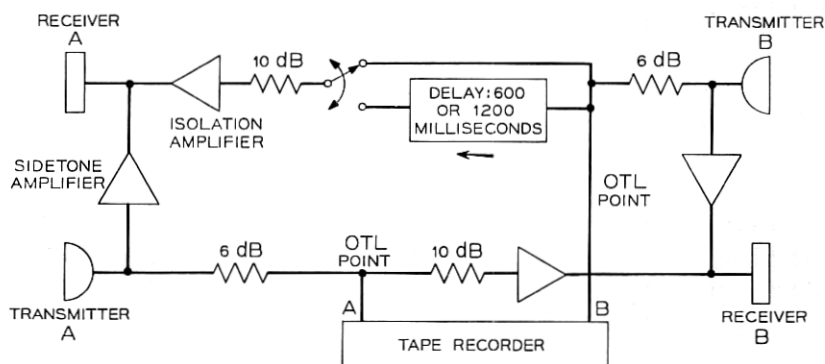 RECEIVER
A
10 dB
ISOLATION
AMPLIFIER
DELAY: 600
OR 1200
MILLISECONDS
6 dB
TRANSMITTER
B
SIDETONE
AMPLIFIER
OTL
POINT
TRANSMITTER
A
6 dB
OTL
POINT
10 dB
A
B
TAPE RECORDER
RECEIVER
B